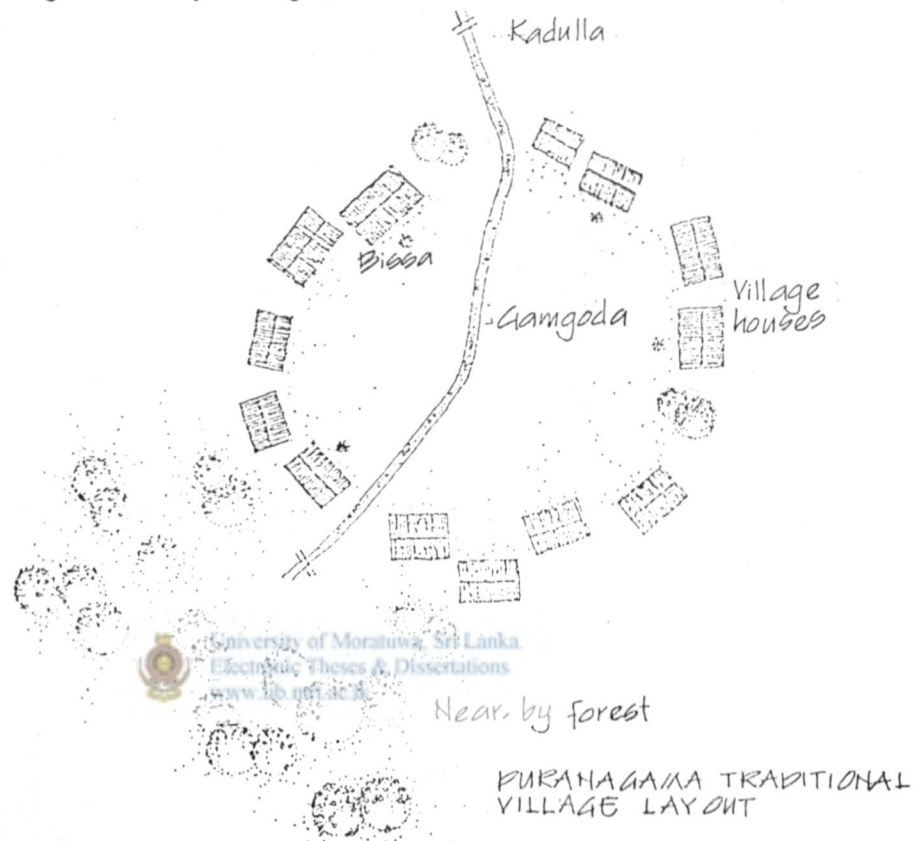 Kadulla
Bissa
Gamgoda
Village
houses
University of Moratuwa, Sri Lanka.
Electronic Theses & Dissertations
www.lib.mrt.ac.lk
Near. by forest
PURANAGAMA TRADITIONAL
VILLAGE LAYOUT